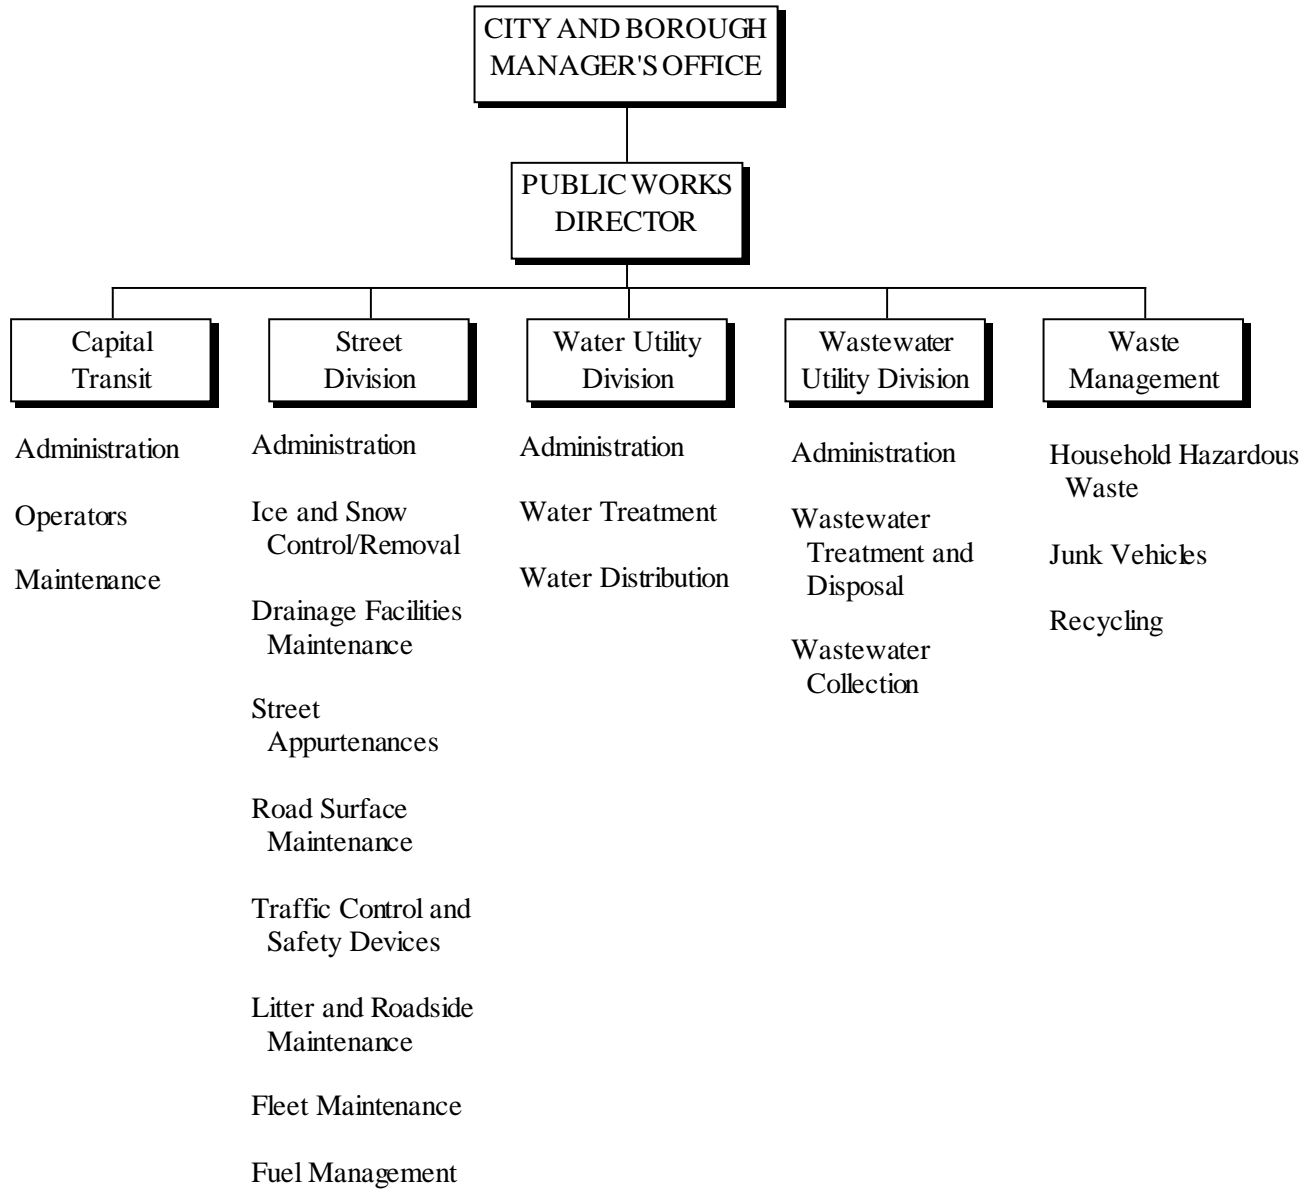 CITY AND BOROUGH
MANAGER'S OFFICE
PUBLIC WORKS
DIRECTOR
Capital
Transit
Street
Division
Water Utility
Division
Wastewater
Utility Division
Waste
Management
Administration
Operators
Maintenance
Administration
Ice and Snow
Control/Removal
Drainage Facilities
Maintenance
Street
Appurtenances
Road Surface
Maintenance
Traffic Control and
Safety Devices
Litter and Roadside
Maintenance
Fleet Maintenance
Fuel Management
Administration
Water Treatment
Water Distribution
Administration
Wastewater
Treatment and
Disposal
Wastewater
Collection
Household Hazardous
Waste
Junk Vehicles
Recycling